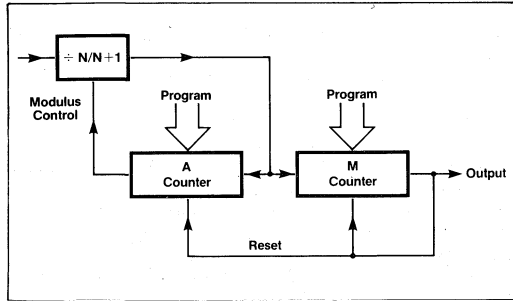 ÷ N/N+1
Modulus
Control
Program
Program
A
Counter
M
Counter
Output
Reset